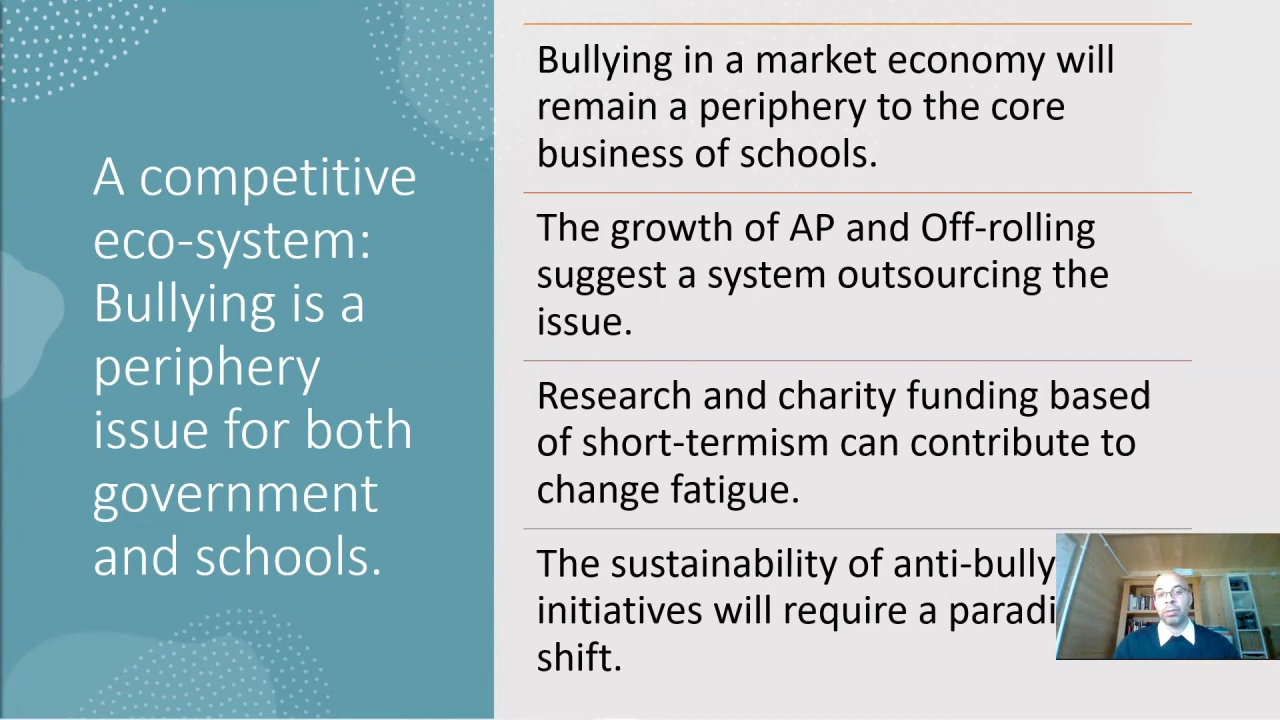 A competitive
eco-system:
Bullying is a
periphery
issue for both
government
and schools.
Bullying in a market economy will
remain a periphery to the core
business of schools.
The growth of AP and Off-rolling
suggest a system outsourcing the
issue.
Research and charity funding based
of short-termism can contribute to
change fatigue.
The sustainability of anti-bully
initiatives will require a paradi
shift.